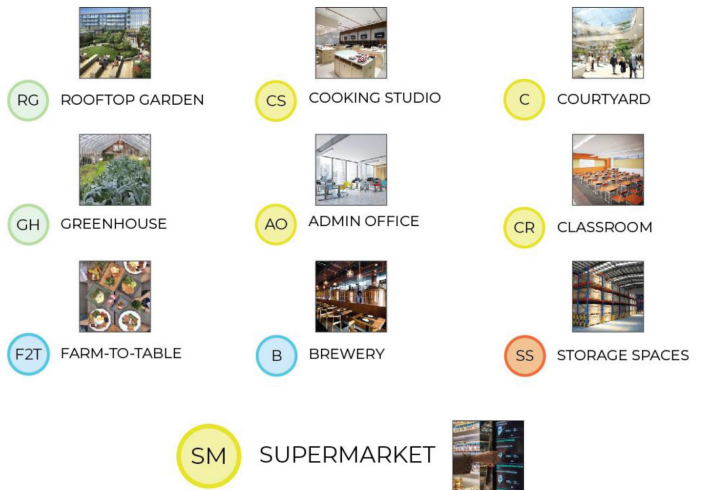 RG ROOFTOP GARDEN
CS COOKING STUDIO
C COURTYARD
GH GREENHOUSE
AO ADMIN OFFICE
CR CLASSROOM
F2T FARM-TO-TABLE
B BREWERY
SS STORAGE SPACES
SM SUPERMARKET